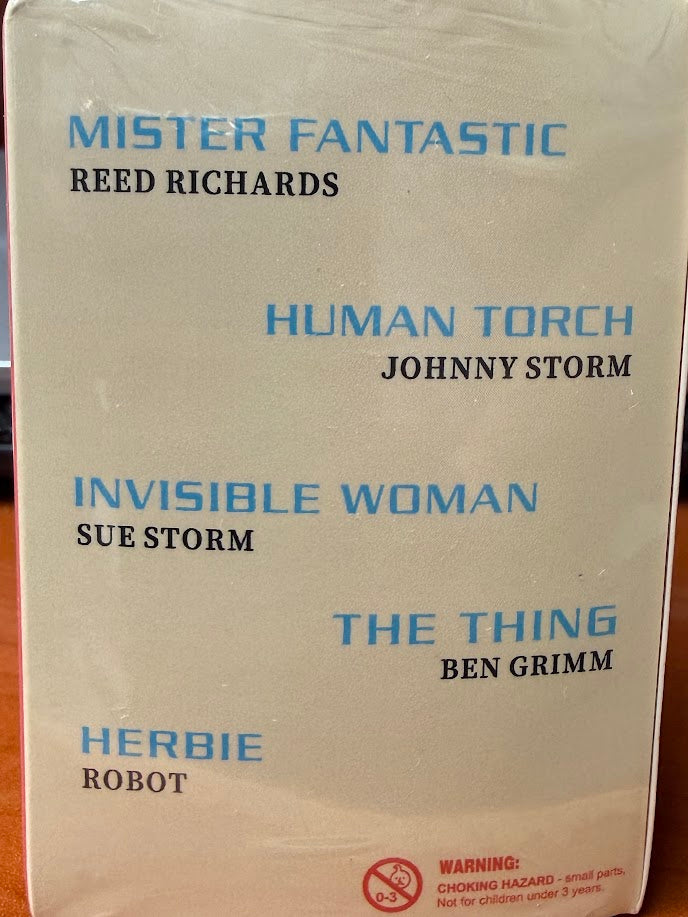 MISTER FANTASTIC
REED RICHARDS
HUMAN TORCH
JOHNNY STORM
INVISIBLE WOMAN
SUE STORM
THE THING
BEN GRIMM
HERBIE
ROBOT
0-3
WARNING:
CHOKING HAZARD - small parts,
Not for children under 3 years.